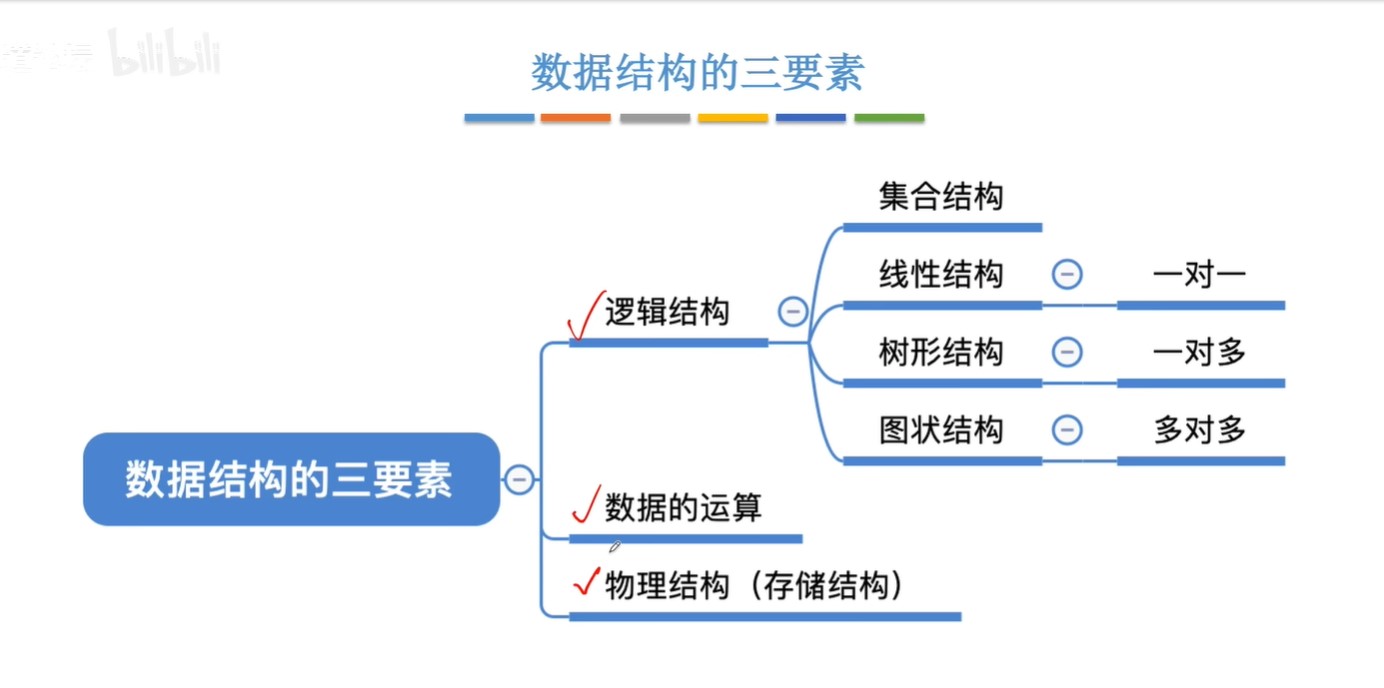 bilibili
数据结构的三要素
集合结构
线性结构
一对一
逻辑结构
树形结构
一对多
图状结构
多对多
数据结构的三要素
数据的运算
物理结构（存储结构）